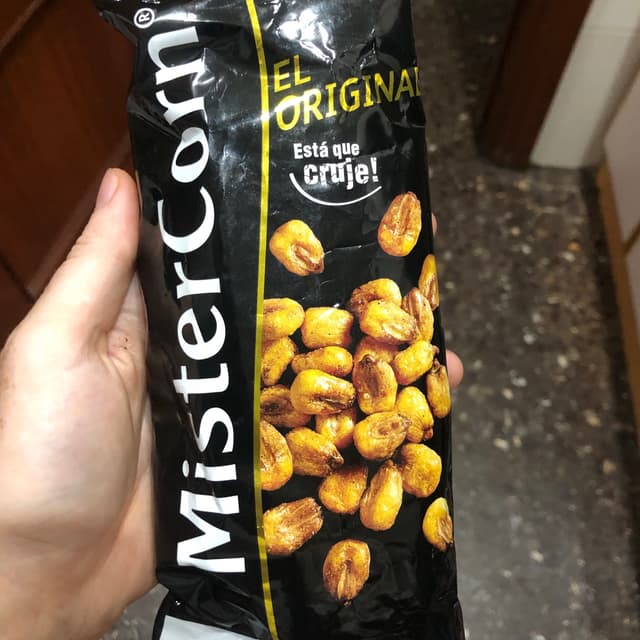 MisterCorn®
EL
ORIGINAL
Está que
cruje!